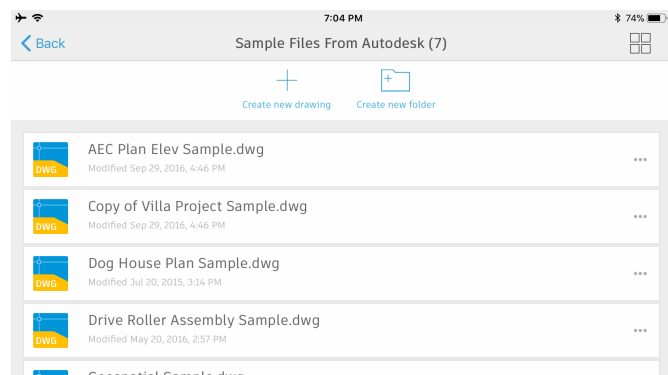 7:04 PM
74%
Back
Sample Files From Autodesk (7)
Create new drawing
Create new folder
AEC Plan Elev Sample.dwg
DWG
Modified Sep 29, 2016, 4:46 PM
Copy of Villa Project Sample.dwg
DWG
Modified Sep 29, 2016, 4:46 PM
Dog House Plan Sample.dwg
DWG
Modified Jul 20, 2015, 3:14 PM
Drive Roller Assembly Sample.dwg
DWG
Modified May 20, 2016, 2:57 PM